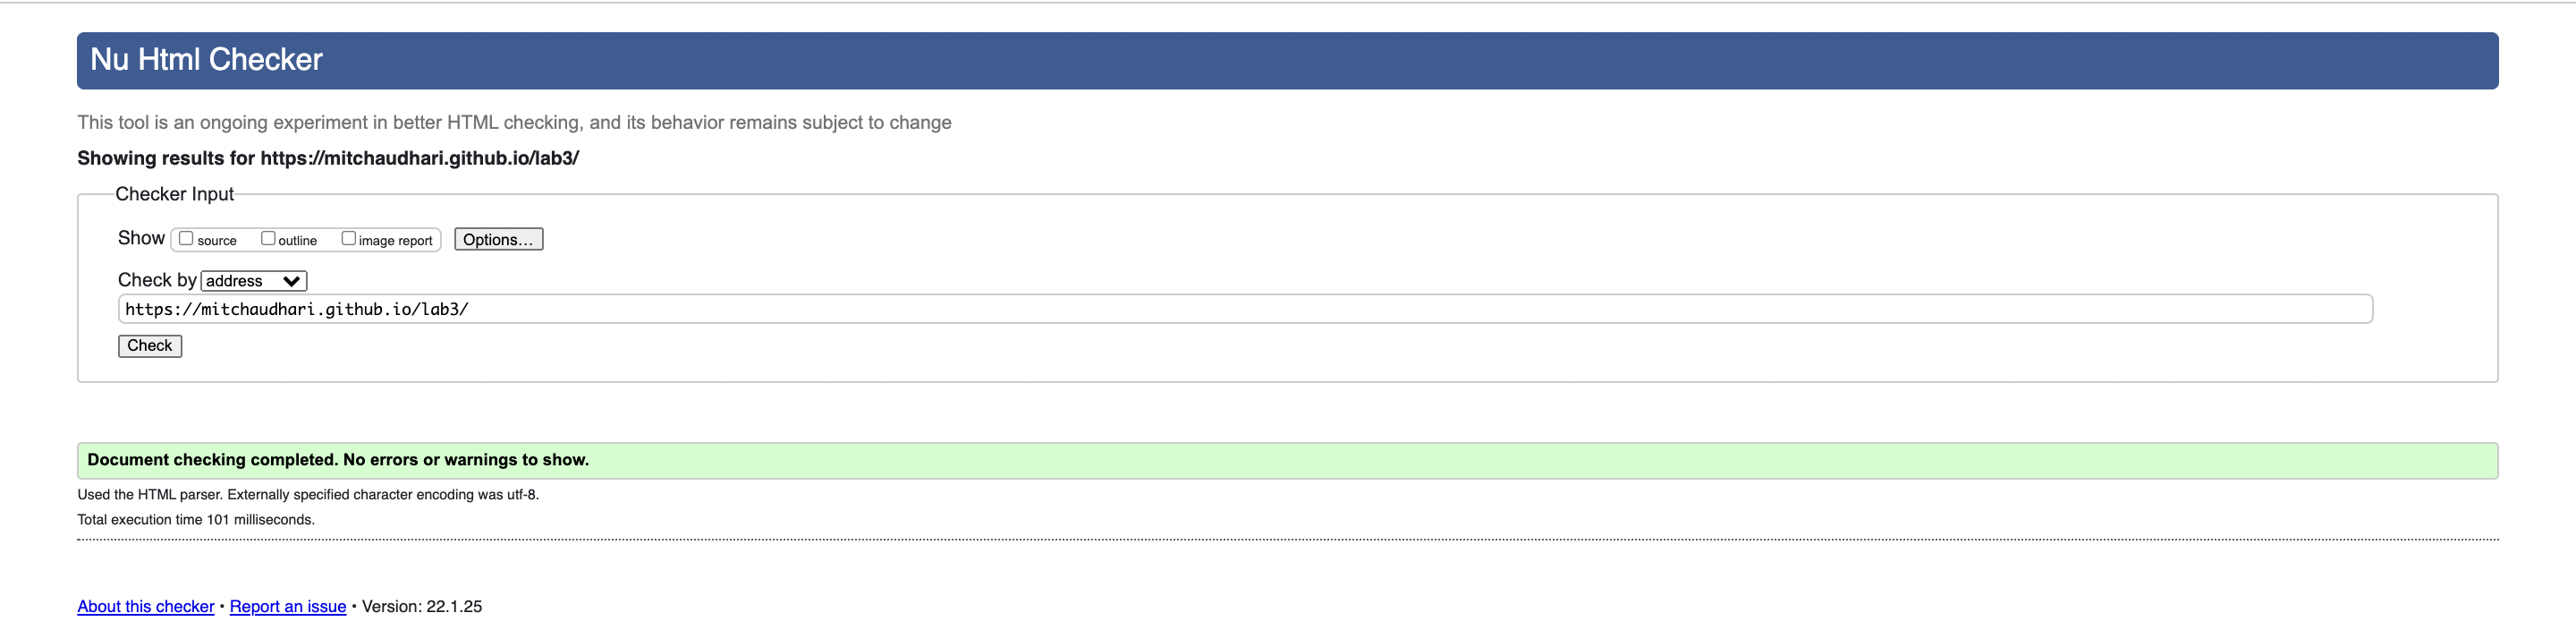 Nu Html Checker
This tool is an ongoing experiment in better HTML checking, and its behavior remains subject to change
Showing results for https://mitchaudhari.github.io/lab3/
Checker Input
Show source outline image report Options...
Check by address
https://mitchaudhari.github.io/lab3/
Check
Document checking completed. No errors or warnings to show.
Used the HTML parser. Externally specified character encoding was utf-8.
Total execution time 101 milliseconds.
About this checker • Report an issue • Version: 22.1.25